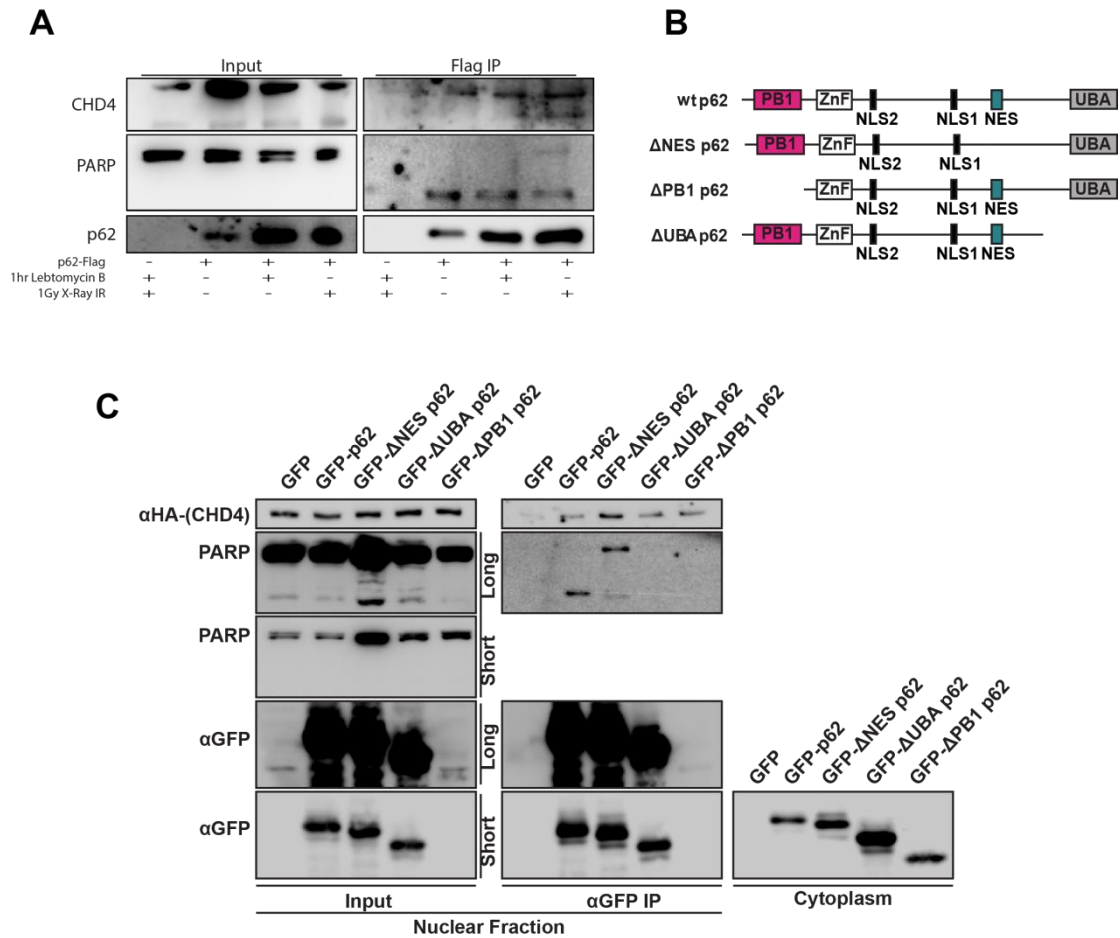 A
Input
Flag IP
CHD4
PARP
p62
p62-Flag - + + + - + + +
1hr Lebtomycin B + - + - + - + -
1Gy X-Ray IR + - - + + - - +
B
wt p62 PB1 ZnF UBA
NLS2 NLS1 NES
ΔNES p62 PB1 ZnF UBA
NLS2 NLS1
ΔPB1 p62 ZnF UBA
NLS2 NLS1 NES
ΔUBA p62 PB1 ZnF
NLS2 NLS1 NES
C
GFP GFP-p62 GFP-ΔNES p62 GFP-ΔUBA p62 GFP-ΔPB1 p62
GFP GFP-p62 GFP-ΔNES p62 GFP-ΔUBA p62 GFP-ΔPB1 p62
αHA-(CHD4)
PARP Long
PARP Short
αGFP Long
GFP GFP-p62 GFP-ΔNES p62 GFP-ΔUBA p62 GFP-ΔPB1 p62
αGFP Short
Input αGFP IP Cytoplasm
Nuclear Fraction